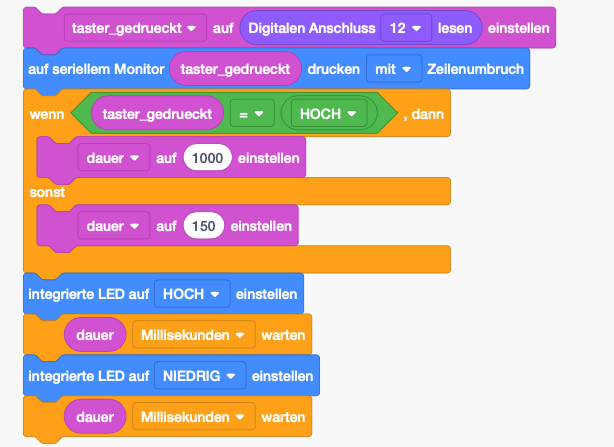 taster_gedrueckt auf Digitalen Anschluss 12 lesen einstellen
auf seriellem Monitor taster_gedrueckt drucken mit Zeilenumbruch
wenn taster_gedrueckt = HOCH , dann
dauer auf 1000 einstellen
sonst
dauer auf 150 einstellen
integrierte LED auf HOCH einstellen
dauer Millisekunden warten
integrierte LED auf NIEDRIG einstellen
dauer Millisekunden warten